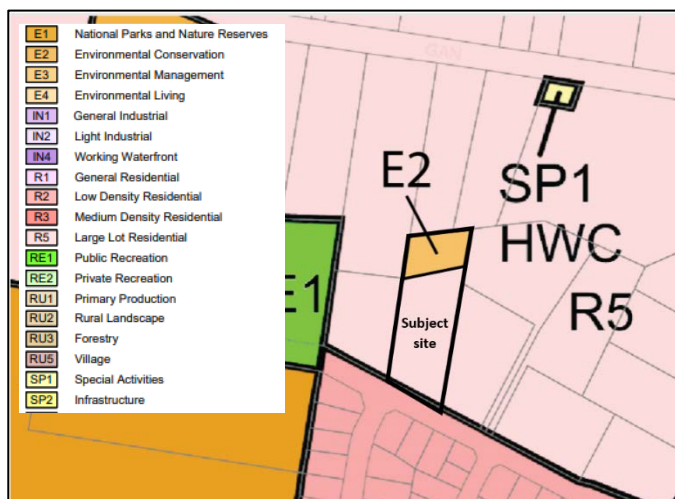 E1 National Parks and Nature Reserves
E2 Environmental Conservation
E3 Environmental Management
E4 Environmental Living
IN1 General Industrial
IN2 Light Industrial
IN4 Working Waterfront
R1 General Residential
R2 Low Density Residential
R3 Medium Density Residential
R5 Large Lot Residential
RE1 Public Recreation
RE2 Private Recreation
RU1 Primary Production
RU2 Rural Landscape
RU3 Forestry
RU5 Village
SP1 Special Activities
SP2 Infrastructure
GAN
E2
SP1
HWC
E1
R5
Subject
site